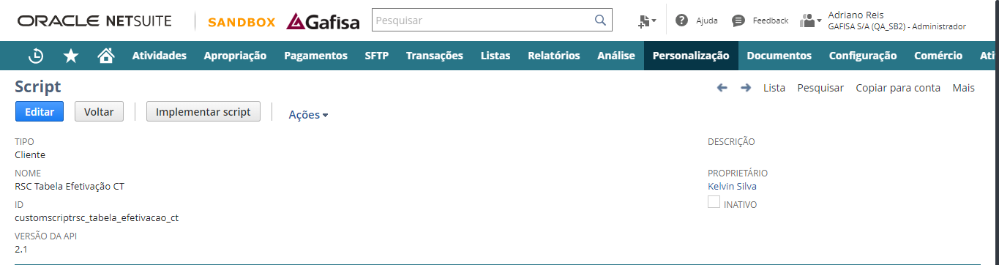 ORACLE NETSUITE SANDBOX Gafisa Pesquisar Ajuda Feedback Adriano Reis
GAFISA S/A (QA_SB2) - Administrador
Atividades Apropriação Pagamentos SFTP Transações Listas Relatórios Análise Personalização Documentos Configuração Comércio Ati
Script
Lista Pesquisar Copiar para conta Mais
Editar Voltar Implementar script Ações
TIPO
Cliente
NOME
RSC Tabela Efetivação CT
ID
customscriptrsc_tabela_efetivacao_ct
VERSÃO DA API
2.1
DESCRIÇÃO
PROPRIETÁRIO
Kelvin Silva
INATIVO